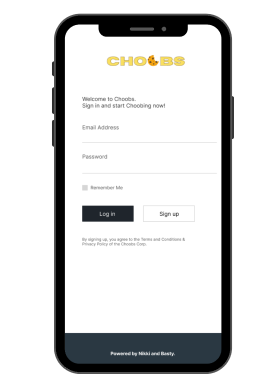 CHOOBS
Welcome to Choobs.
Sign in and start Choobing now!
Email Address
Password
Remember Me
Log in Sign up
By signing up, you agree to the Terms and Conditions &
Privacy Policy of the Choobs Corp.
Powered by Nikki and Basty.